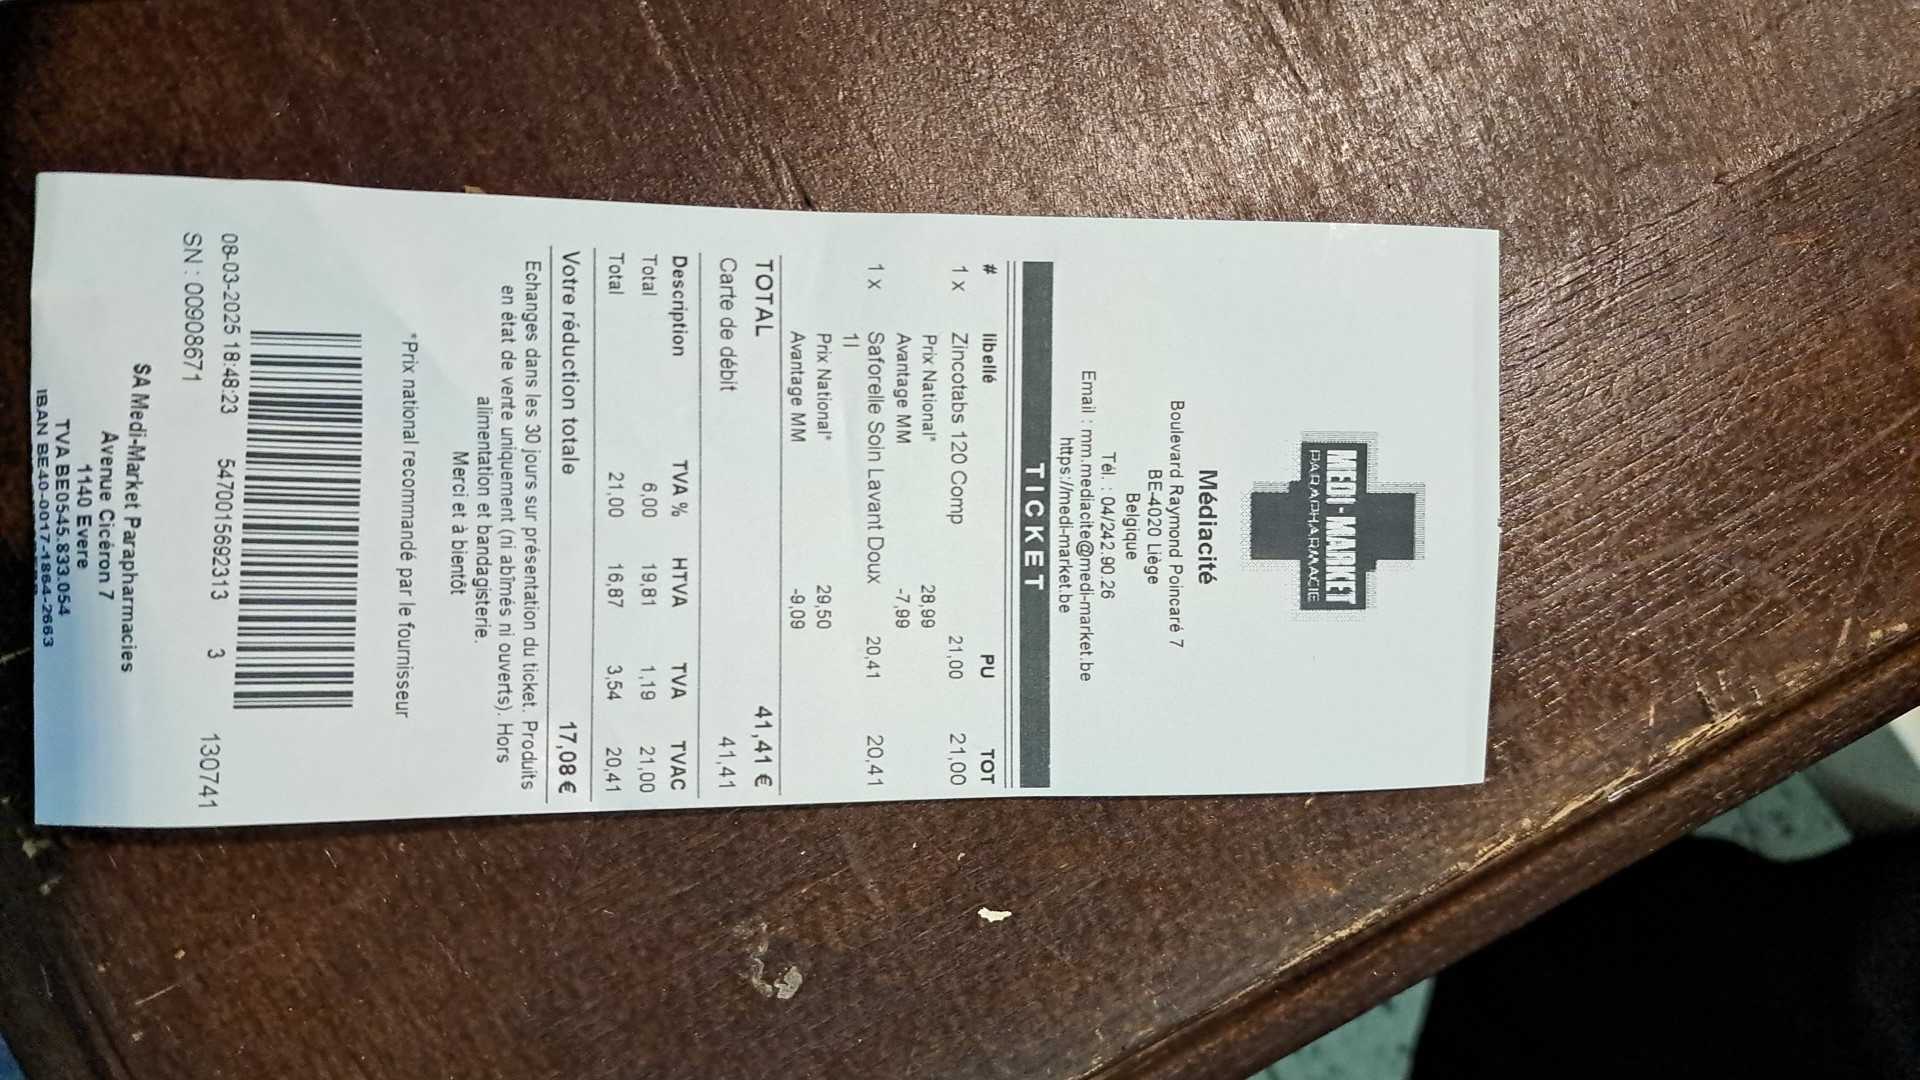 MEDI-MARKET
PARAPHARMACIE
Médiacité
Boulevard Raymond Poincaré 7
BE-4020 Liège
Belgique
Tél. : 04/242.90.26
Email : mm.mediacite@medi-market.be
https://medi-market.be
TICKET
# libellé PU TOT
1 x Zincotabs 120 Comp 21,00 21,00
Prix National* 28,99
Avantage MM -7,99
1 x Saforelle Soin Lavant Doux 20,41 20,41
1l
Prix National* 29,50
Avantage MM -9,09
TOTAL 41,41 €
Carte de débit 41,41
Description TVA % HTVA TVA TVAC
Total 6,00 19,81 1,19 21,00
Total 21,00 16,87 3,54 20,41
Votre réduction totale 17,08 €
Echanges dans les 30 jours sur présentation du ticket. Produits
en état de vente uniquement (ni abîmés ni ouverts). Hors
alimentation et bandagisterie.
Merci et à bientôt
*Prix national recommandé par le fournisseur
08-03-2025 18:48:23 5470015692313 3 130741
SN : 00908671
SA Medi-Market Parapharmacies
Avenue Cicéron 7
1140 Evere
TVA BE0545.833.054
IBAN BE40-0017-1864-2663